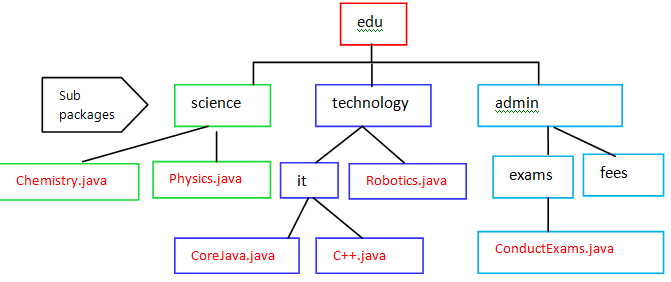 edu
Sub
packages
science
technology
admin
Chemistry.java
Physics.java
it
Robotics.java
exams
fees
CoreJava.java
C++.java
ConductExams.java